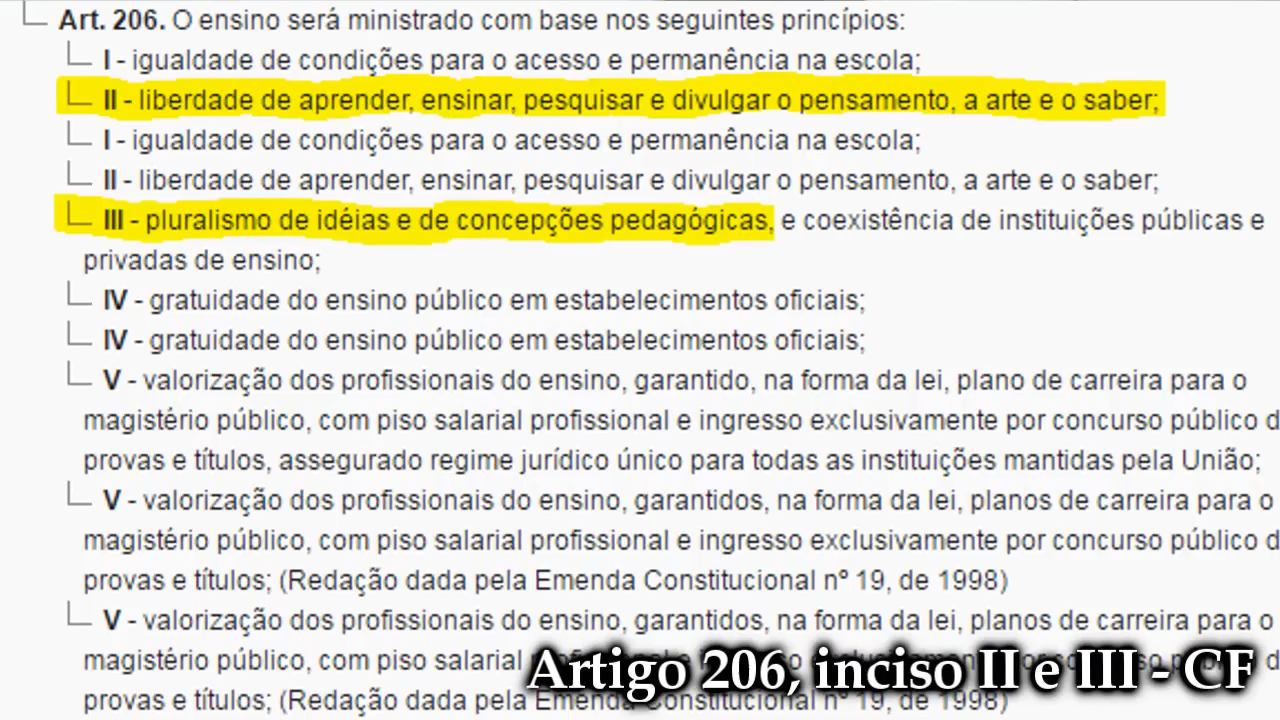 Art. 206. O ensino será ministrado com base nos seguintes princípios:
I - igualdade de condições para o acesso e permanência na escola;
II - liberdade de aprender, ensinar, pesquisar e divulgar o pensamento, a arte e o saber;
I - igualdade de condições para o acesso e permanência na escola;
II - liberdade de aprender, ensinar, pesquisar e divulgar o pensamento, a arte e o saber;
III - pluralismo de idéias e de concepções pedagógicas, e coexistência de instituições públicas e
privadas de ensino;
IV - gratuidade do ensino público em estabelecimentos oficiais;
IV - gratuidade do ensino público em estabelecimentos oficiais;
V - valorização dos profissionais do ensino, garantido, na forma da lei, plano de carreira para o
magistério público, com piso salarial profissional e ingresso exclusivamente por concurso público d
provas e títulos, assegurado regime jurídico único para todas as instituições mantidas pela União;
V - valorização dos profissionais do ensino, garantidos, na forma da lei, planos de carreira para o
magistério público, com piso salarial profissional e ingresso exclusivamente por concurso público d
provas e títulos; (Redação dada pela Emenda Constitucional nº 19, de 1998)
V - valorização dos profissionais do ensino, garantidos, na forma da lei, planos de carreira para o
magistério público, com piso salarial
provas e títulos; (Redação dada pela Emenda Constitucional nº 19, de 1998)
Artigo 206, inciso II e III - CF